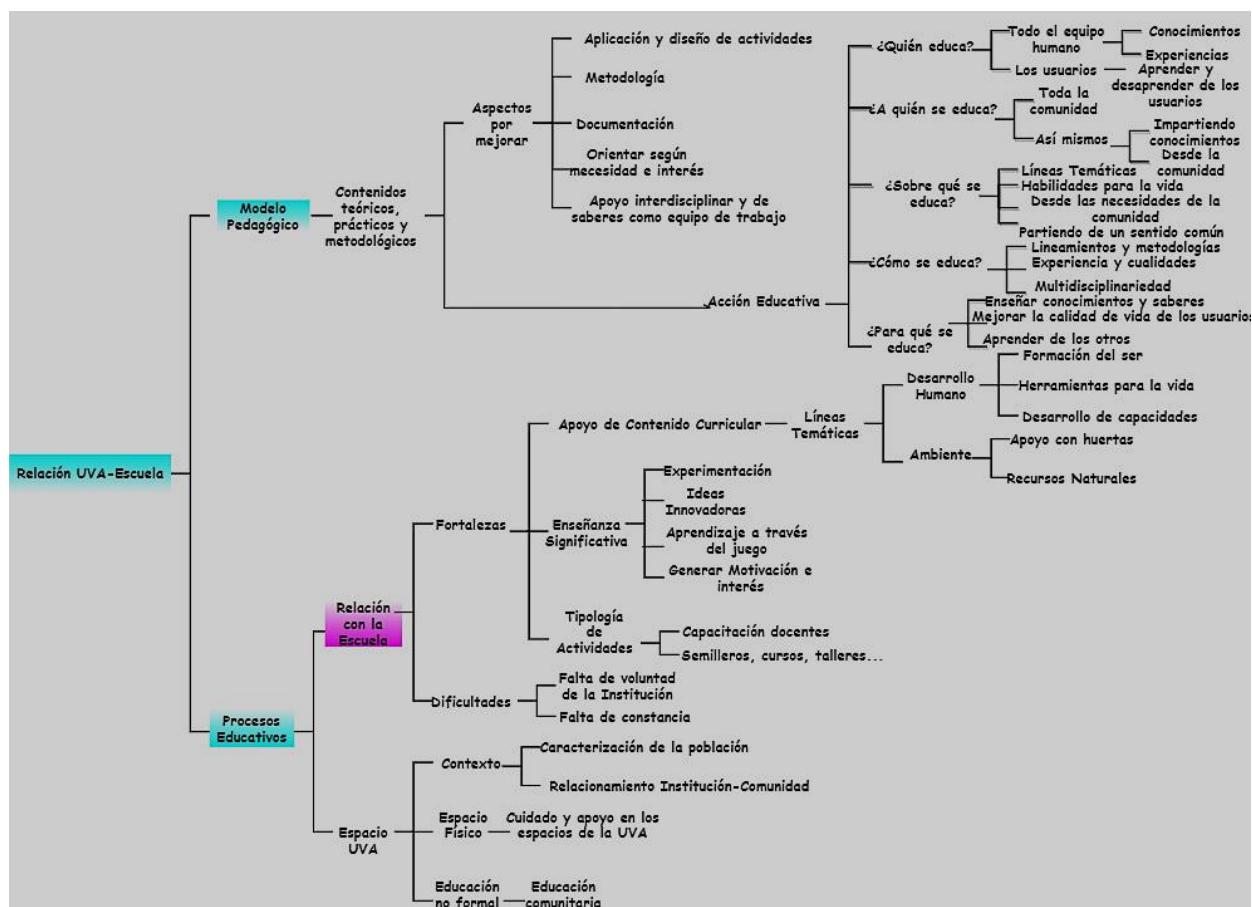 Relación UVA-Escuela
Modelo
Pedagógico
Contenidos
teóricos,
prácticos y
metodológicos
Aspectos
por
mejorar
Aplicación y diseño de actividades
Metodología
Documentación
Orientar según
mecesidad e interés
Apoyo interdisciplinar y de
saberes como equipo de trabajo
Acción Educativa
¿Quién educa?
Todo el equipo
humano
Conocimientos
Experiencias
Los usuarios
Aprender y
desaprender de los
usuarios
¿A quién se educa?
Toda la
comunidad
Así mismos
Impartiendo
conocimientos
Desde la
comunidad
¿Sobre qué se
educa?
Líneas Temáticas
Habilidades para la vida
Desde las necesidades de la
comunidad
Partiendo de un sentido común
¿Cómo se educa?
Lineamientos y metodologías
Experiencia y cualidades
Multidisciplinariedad
¿Para qué se
educa?
Enseñar conocimientos y saberes
Mejorar la calidad de vida de los usuarios
Aprender de los otros
Procesos
Educativos
Relación
con la
Escuela
Fortalezas
Apoyo de Contenido Curricular
Líneas
Temáticas
Desarrollo
Humano
Formación del ser
Herramientas para la vida
Desarrollo de capacidades
Ambiente
Apoyo con huertas
Recursos Naturales
Enseñanza
Significativa
Experimentación
Ideas
Innovadoras
Aprendizaje a través
del juego
Generar Motivación e
interés
Tipología
de
Actividades
Capacitación docentes
Semilleros, cursos, talleres...
Dificultades
Falta de voluntad
de la Institución
Falta de constancia
Espacio
UVA
Contexto
Caracterización de la población
Relacionamiento Institución-Comunidad
Espacio
Físico
Cuidado y apoyo en los
espacios de la UVA
Educación
no formal
Educación
comunitaria